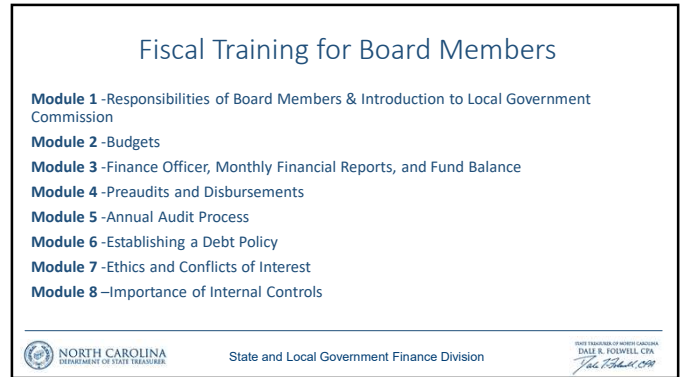 Fiscal Training for Board Members
Module 1 -Responsibilities of Board Members & Introduction to Local Government
Commission
Module 2 -Budgets
Module 3 -Finance Officer, Monthly Financial Reports, and Fund Balance
Module 4 -Preaudits and Disbursements
Module 5 -Annual Audit Process
Module 6 -Establishing a Debt Policy
Module 7 -Ethics and Conflicts of Interest
Module 8 –Importance of Internal Controls
NORTH CAROLINA
DEPARTMENT OF STATE TREASURER
State and Local Government Finance Division
STATE TREASURER OF NORTH CAROLINA
DALE R. FOLWELL, CPA
Dale R. Folwell, CPA